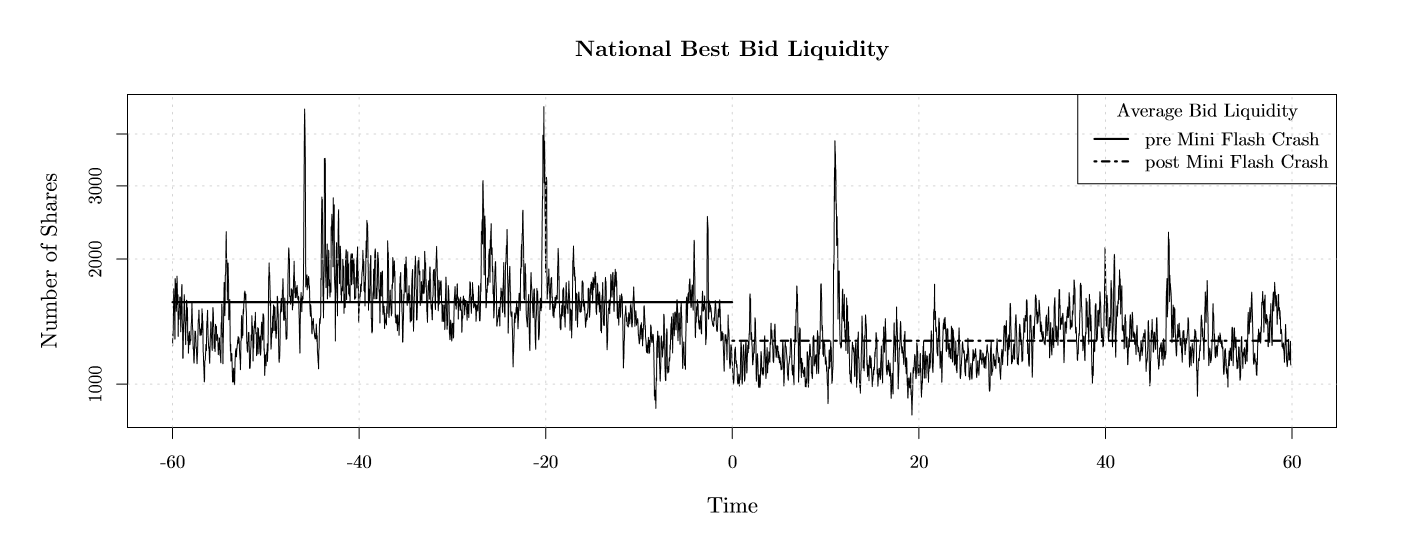 National Best Bid Liquidity
Average Bid Liquidity
pre Mini Flash Crash
post Mini Flash Crash
Number of Shares
3000
2000
1000
-60 -40 -20 0 20 40 60
Time